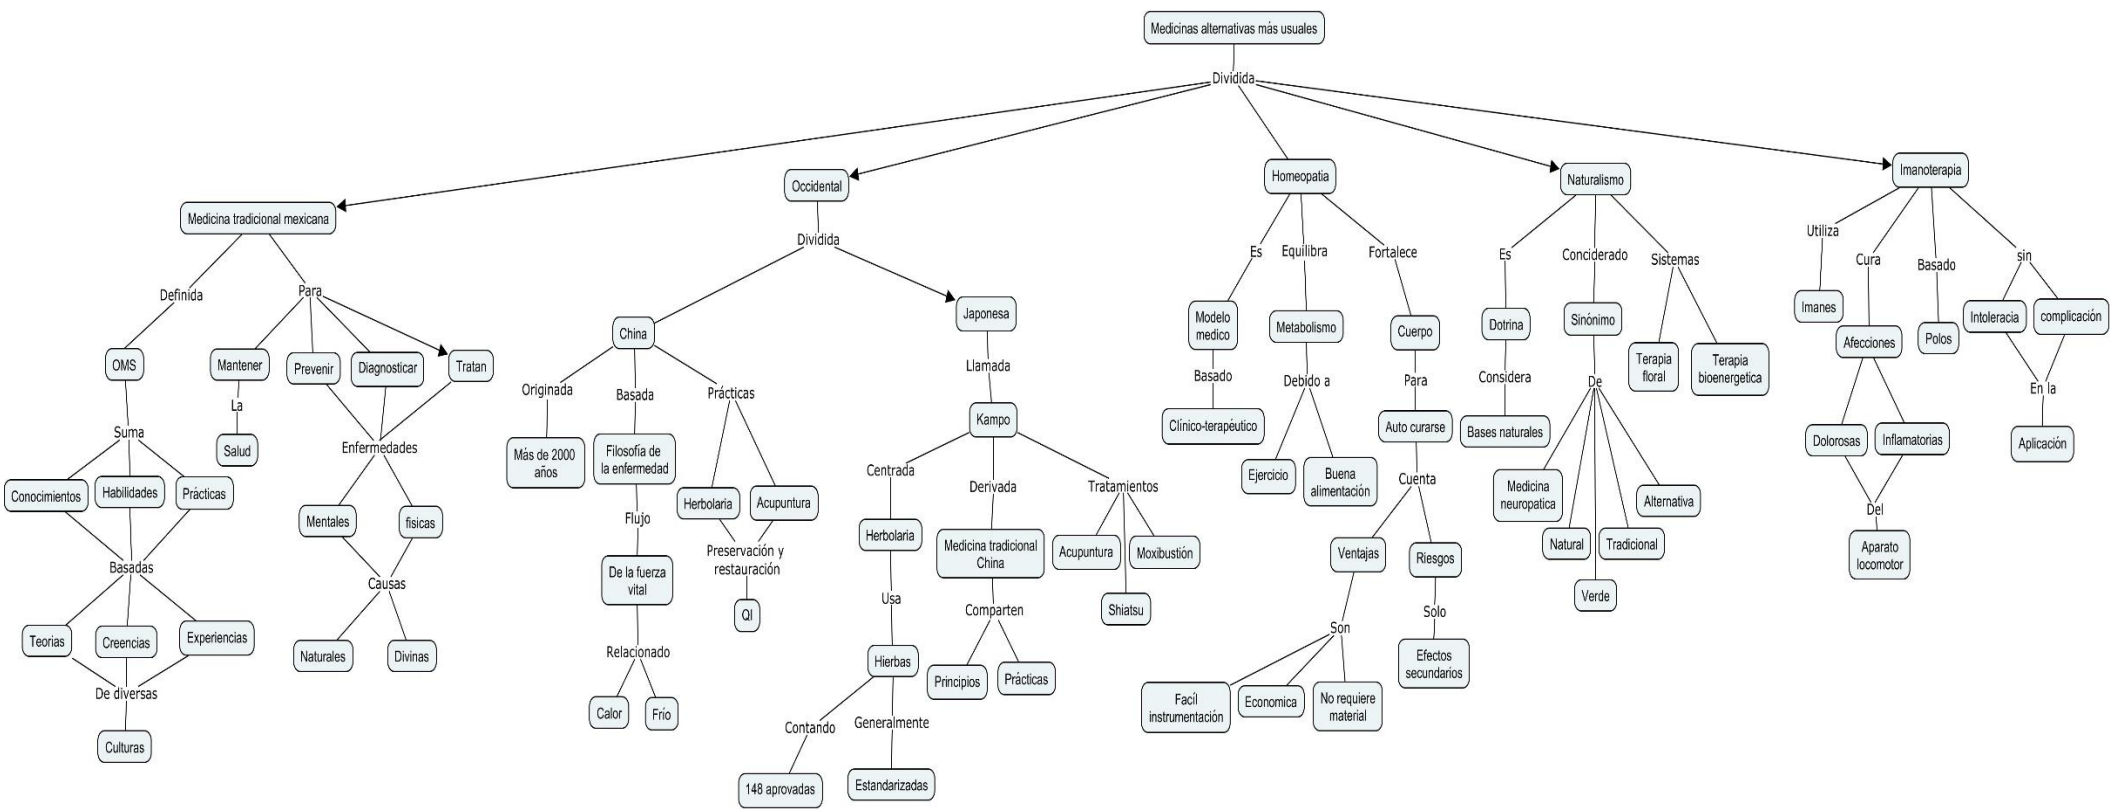 Medicinas alternativas más usuales
Dividida
Medicina tradicional mexicana
Definida
OMS
Suma
Conocimientos
Habilidades
Prácticas
Basadas
Teorias
Creencias
Experiencias
De diversas
Culturas
Para
Mantener
La
Salud
Prevenir
Diagnosticar
Tratan
Enfermedades
Mentales
fisicas
Causas
Naturales
Divinas
Occidental
Dividida
China
Originada
Más de 2000
años
Basada
Filosofía de
la enfermedad
Flujo
De la fuerza
vital
Relacionado
Calor
Frío
Prácticas
Herbolaria
Acupuntura
Preservación y
restauración
QI
Japonesa
Llamada
Kampo
Centrada
Herbolaria
Usa
Hierbas
Contando
148 aprovadas
Generalmente
Estandarizadas
Derivada
Medicina tradicional
China
Comparten
Principios
Prácticas
Tratamientos
Acupuntura
Shiatsu
Moxibustión
Homeopatia
Es
Modelo
medico
Basado
Clínico-terapéutico
Equilibra
Metabolismo
Debido a
Ejercicio
Buena
alimentación
Fortalece
Cuerpo
Para
Auto curarse
Cuenta
Ventajas
Son
Facíl
instrumentación
Economica
No requiere
material
Riesgos
Solo
Efectos
secundarios
Naturalismo
Es
Dotrina
Considera
Bases naturales
Conciderado
Sinónimo
De
Medicina
neuropatica
Natural
Verde
Tradicional
Alternativa
Sistemas
Terapia
floral
Terapia
bioenergetica
Imanoterapia
Utiliza
Imanes
Cura
Afecciones
Dolorosas
Inflamatorias
Del
Aparato
locomotor
Basado
Polos
sin
Intoleracia
complicación
En la
Aplicación